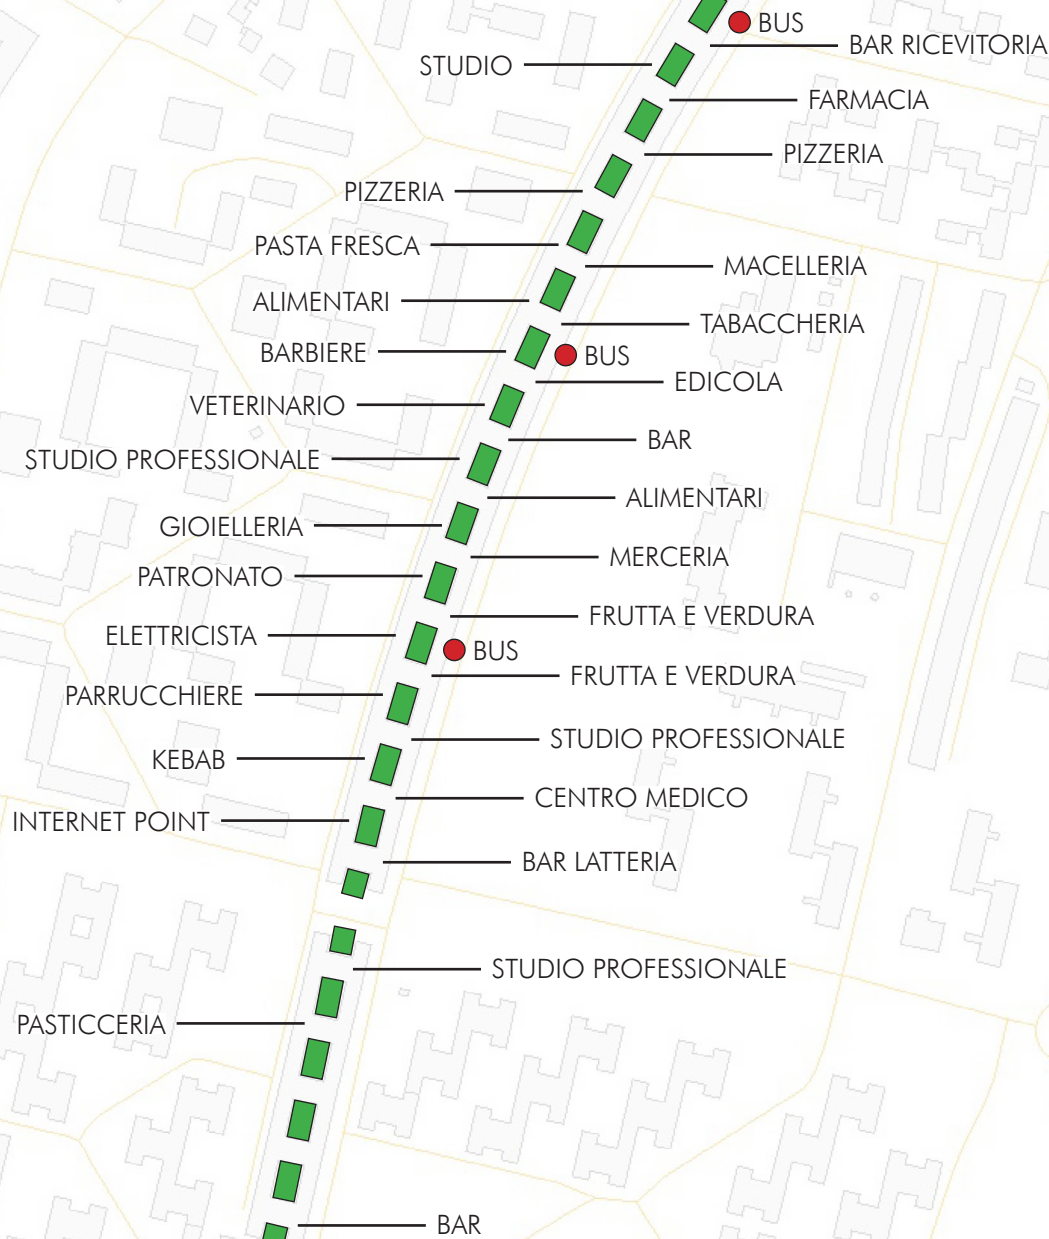 BUS
BAR RICEVITORIA
STUDIO
FARMACIA
PIZZERIA
PIZZERIA
PASTA FRESCA
MACELLERIA
ALIMENTARI
TABACCHERIA
BARBIERE
BUS
EDICOLA
VETERINARIO
BAR
STUDIO PROFESSIONALE
ALIMENTARI
GIOIELLERIA
MERCERIA
PATRONATO
FRUTTA E VERDURA
ELETTRICISTA
BUS
FRUTTA E VERDURA
PARRUCCHIERE
STUDIO PROFESSIONALE
KEBAB
CENTRO MEDICO
INTERNET POINT
BAR LATTERIA
STUDIO PROFESSIONALE
PASTICCERIA
BAR